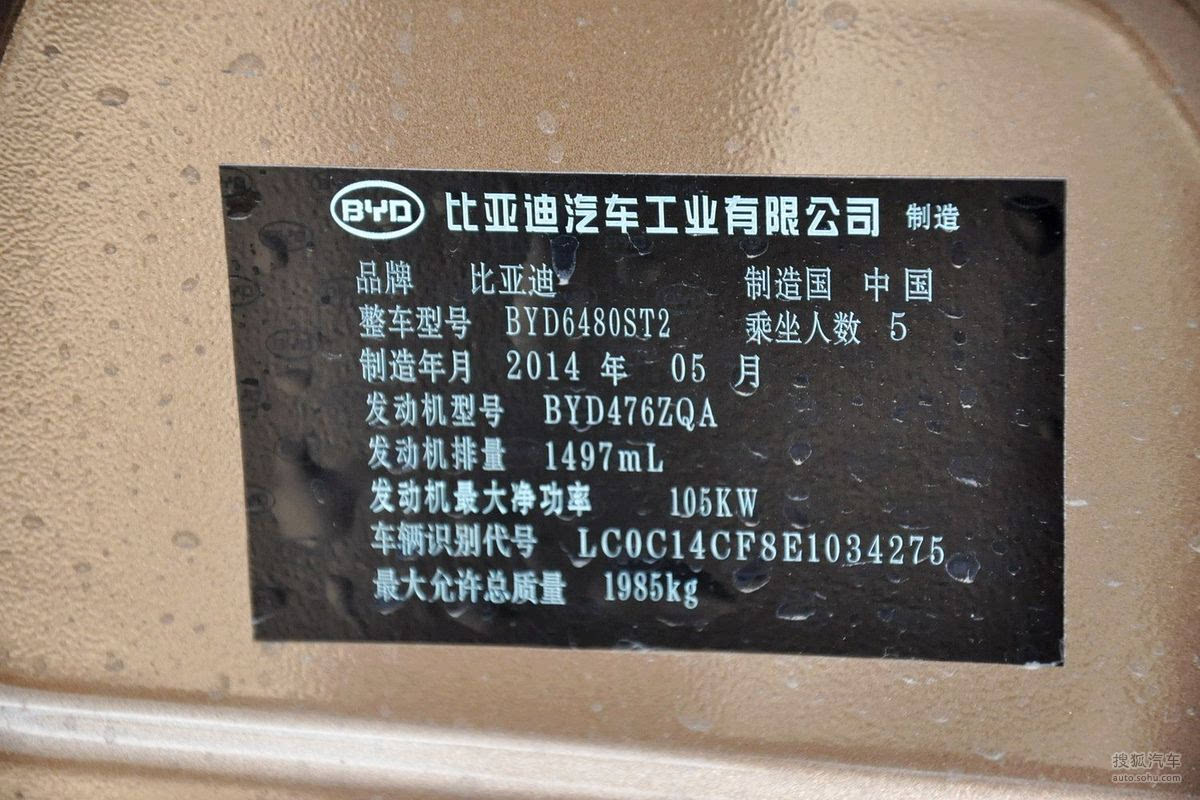 BYD 比亚迪汽车工业有限公司 制造
品牌 比亚迪 制造国 中国
整车型号 BYD6480ST2 乘坐人数 5
制造年月 2014 年 05 月
发动机型号 BYD476ZQA
发动机排量 1497mL
发动机最大净功率 105KW
车辆识别代号 LC0C14CF8E1034275
最大允许总质量 1985kg
搜狐汽车
auto.sohu.com